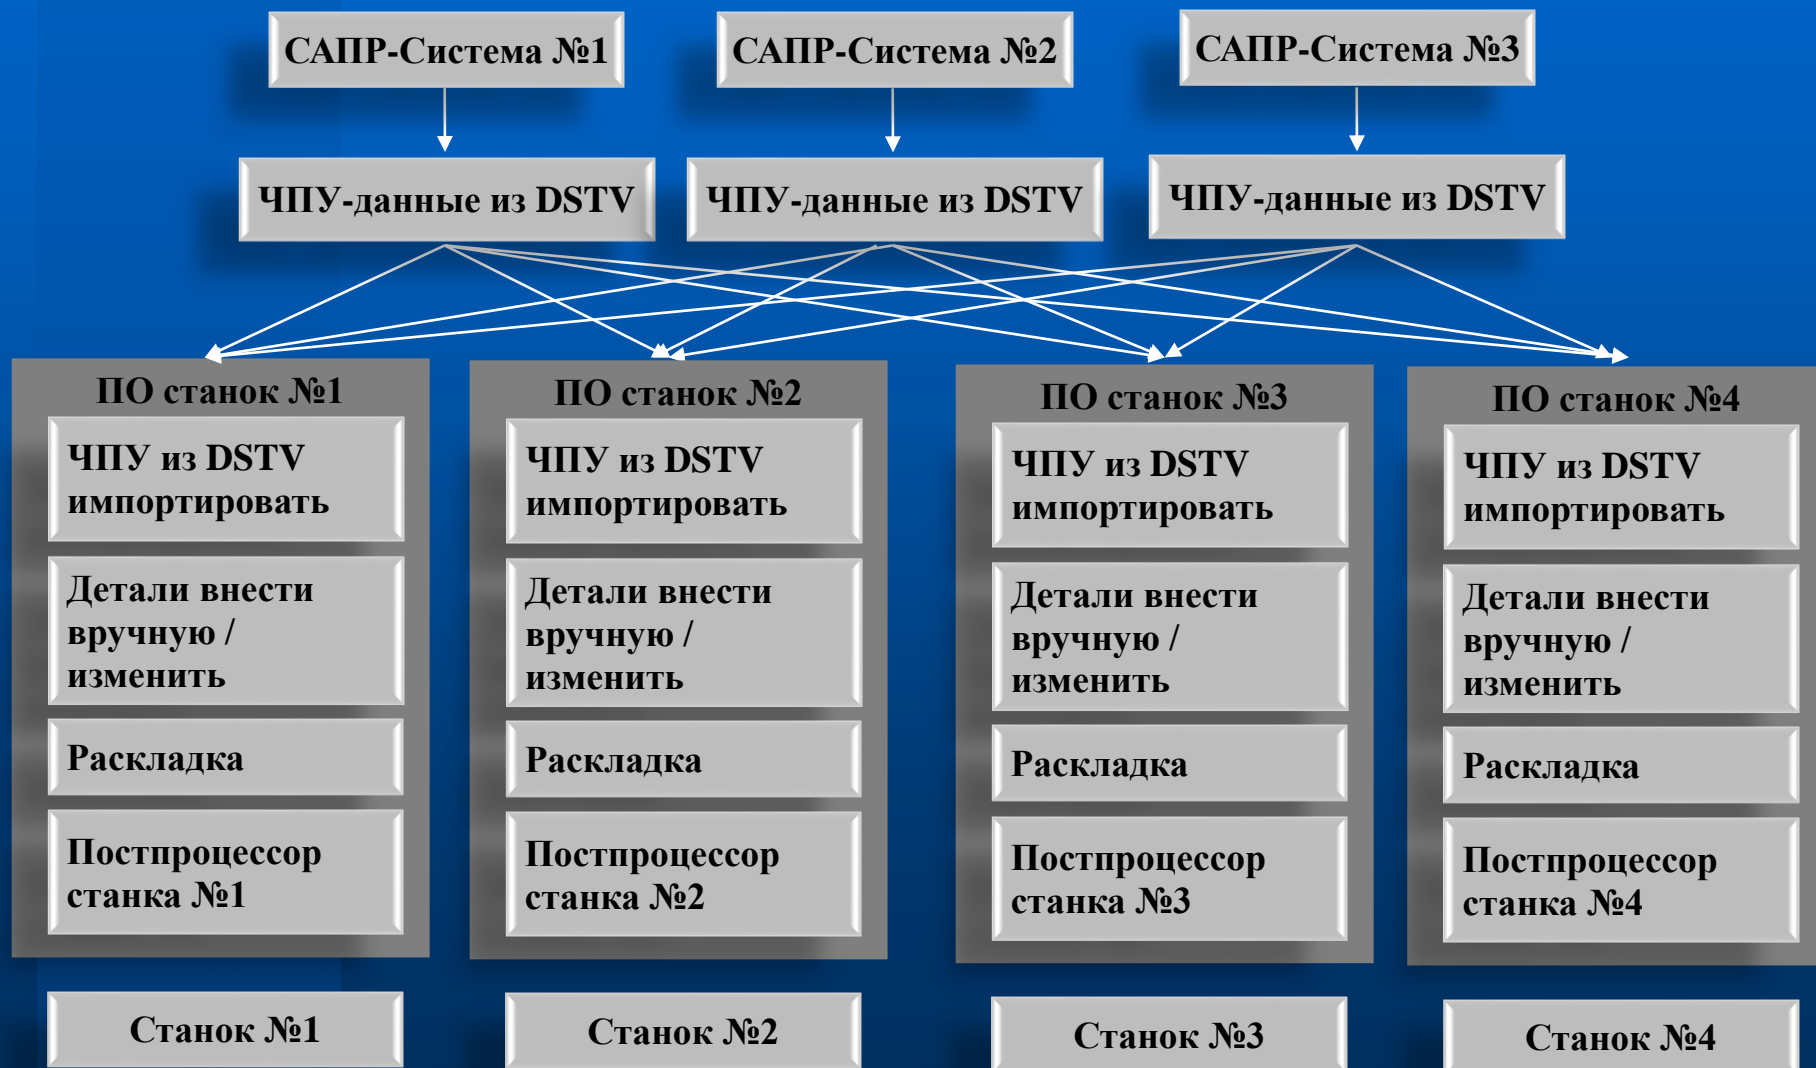 САПР-Система №1
САПР-Система №2
САПР-Система №3
ЧПУ-данные из DSTV
ЧПУ-данные из DSTV
ЧПУ-данные из DSTV
ПО станок №1
ЧПУ из DSTV
импортировать
Детали внести
вручную /
изменить
Раскладка
Постпроцессор
станка №1
Станок №1
ПО станок №2
ЧПУ из DSTV
импортировать
Детали внести
вручную /
изменить
Раскладка
Постпроцессор
станка №2
Станок №2
ПО станок №3
ЧПУ из DSTV
импортировать
Детали внести
вручную /
изменить
Раскладка
Постпроцессор
станка №3
Станок №3
ПО станок №4
ЧПУ из DSTV
импортировать
Детали внести
вручную /
изменить
Раскладка
Постпроцессор
станка №4
Станок №4